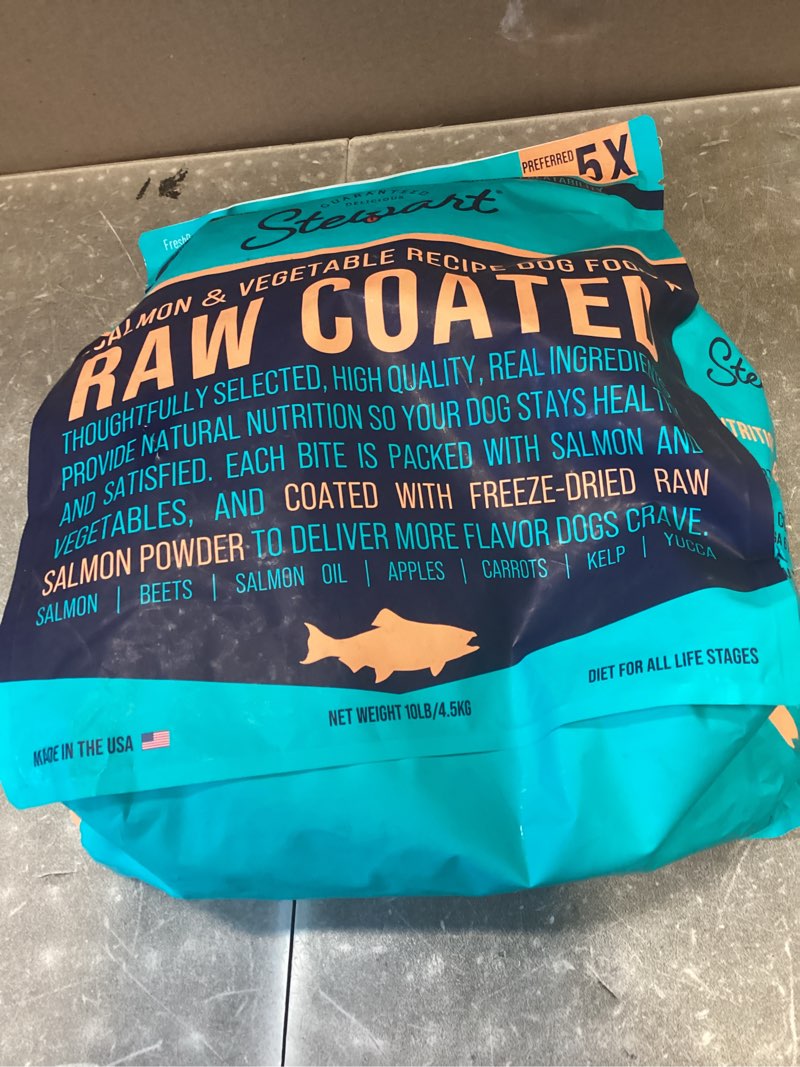 PREFERRED 5X
GUARANTEED
DELICIOUS
Stewart
SALMON & VEGETABLE RECIPE DOG
RAW COATED
THOUGHTFULLY SELECTED, HIGH QUALITY, REAL
PROVIDE NATURAL NUTRITION SO YOUR DOG STAYS
AND SATISFIED. EACH BITE IS PACKED WITH SALMON AND
VEGETABLES, AND COATED WITH FREEZE-DRIED RAW
SALMON POWDER TO DELIVER MORE FLAVOR DOGS CRAVE.
SALMON | BEETS | SALMON OIL | APPLES | CARROTS | KELP | YUCCA
DIET FOR ALL LIFE STAGES
NET WEIGHT 10LB/4.5KG
MADE IN THE USA